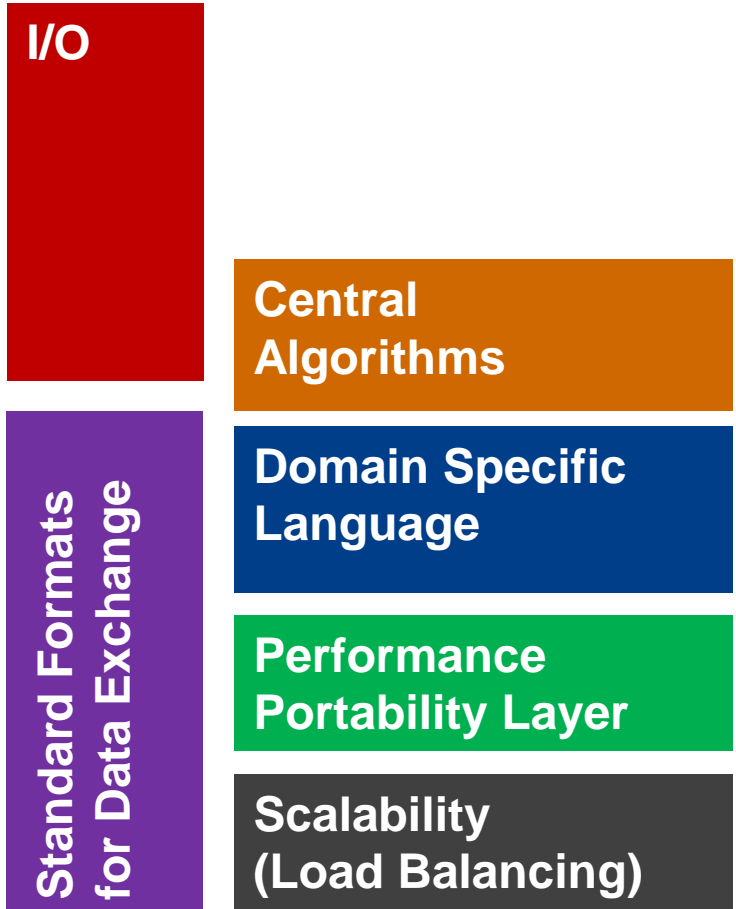 I/O
Standard Formats
for Data Exchange
Central
Algorithms
Domain Specific
Language
Performance
Portability Layer
Scalability
(Load Balancing)